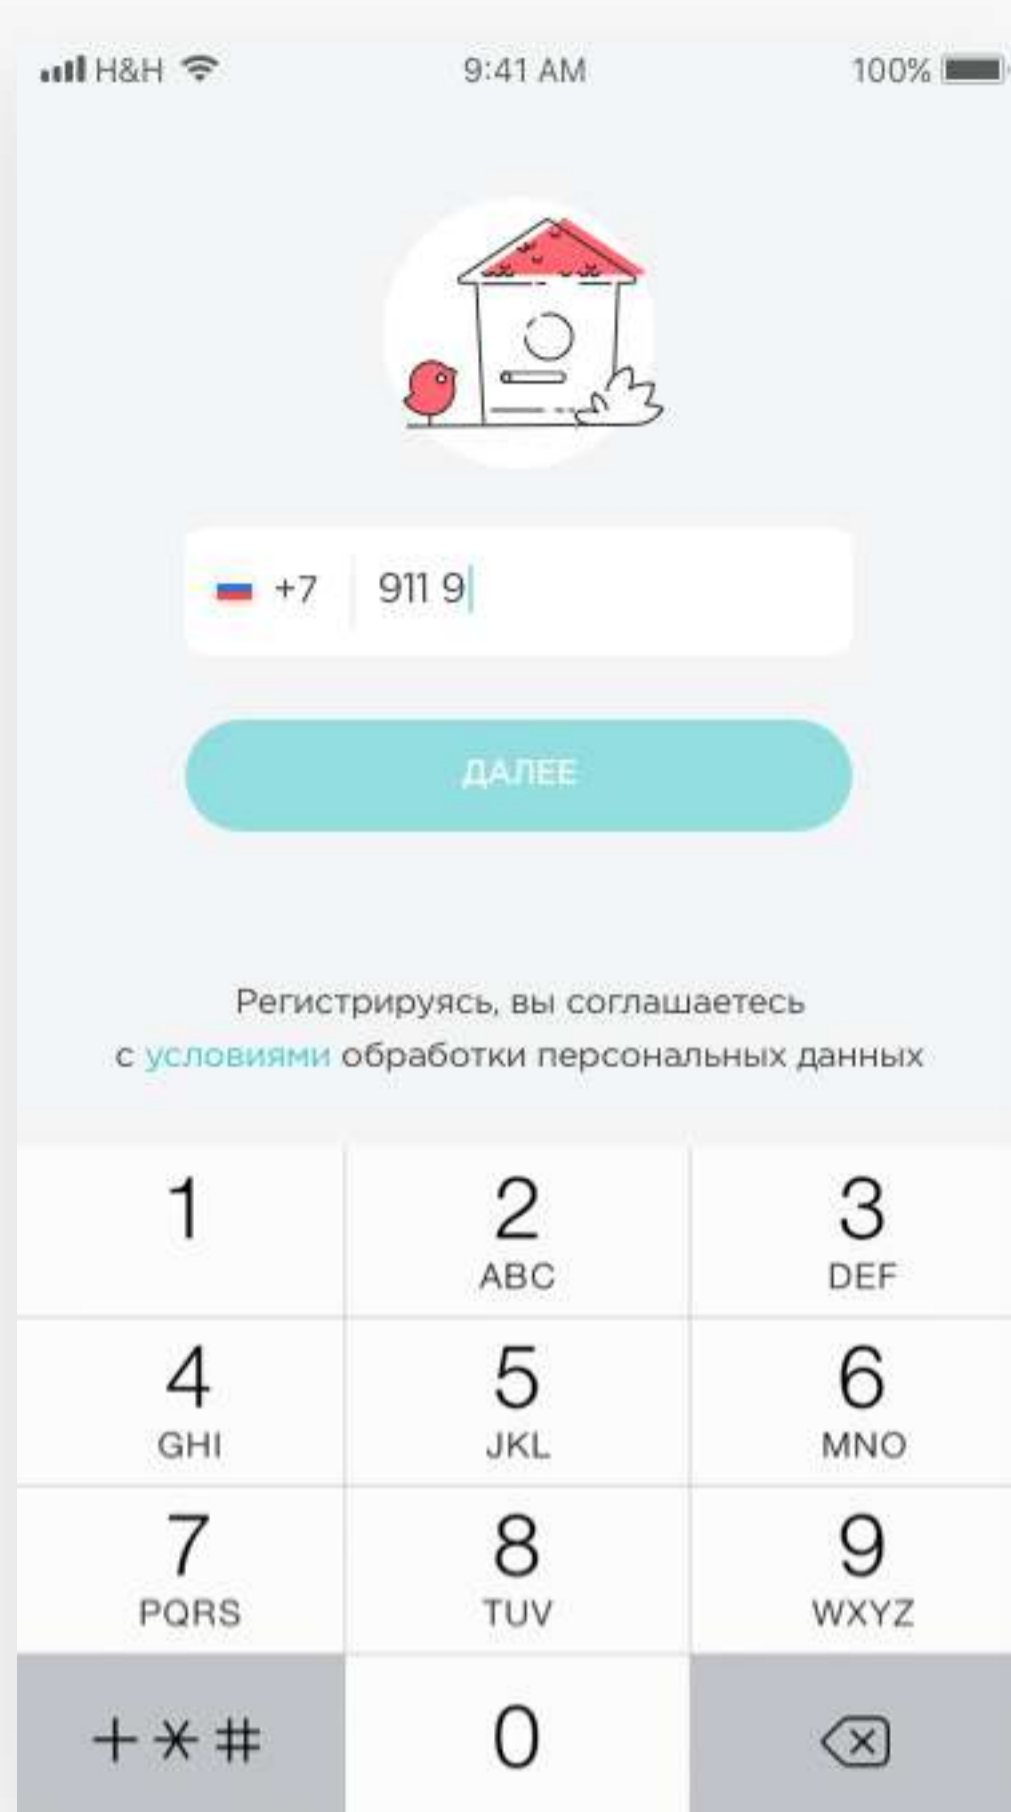 H&H 9:41 AM 100%
+7 911 9
ДАЛЕЕ
Регистрируясь, вы соглашаетесь
с условиями обработки персональных данных
1 2 3
ABC DEF
4 5 6
GHI JKL MNO
7 8 9
PQRS TUV WXYZ
+*# 0